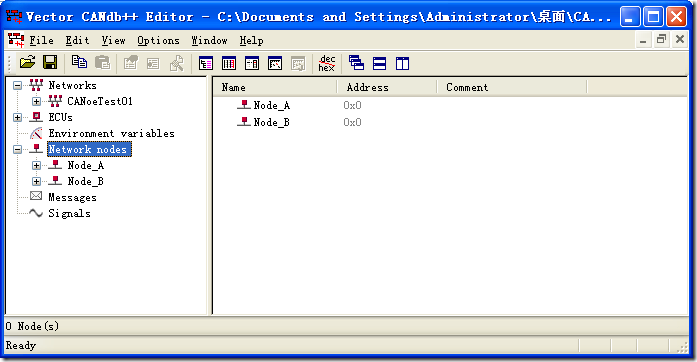 Vector CANdb++ Editor - C:\Documents and Settings\Administrator\桌面\CA...
File Edit View Options Window Help
dec
hex
Networks
CANoeTest01
ECUs
Environment variables
Network nodes
Node_A
Node_B
Messages
Signals
Name Address Comment
Node_A 0x0
Node_B 0x0
0 Node(s)
Ready